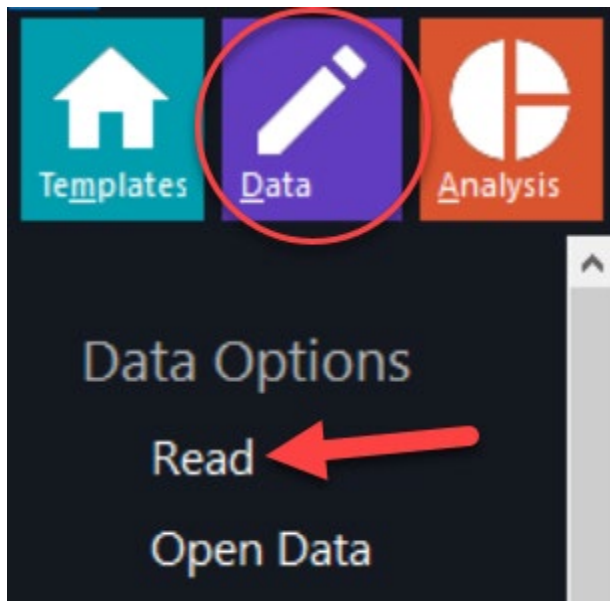 Templates
Data
Analysis
Data Options
Read
Open Data